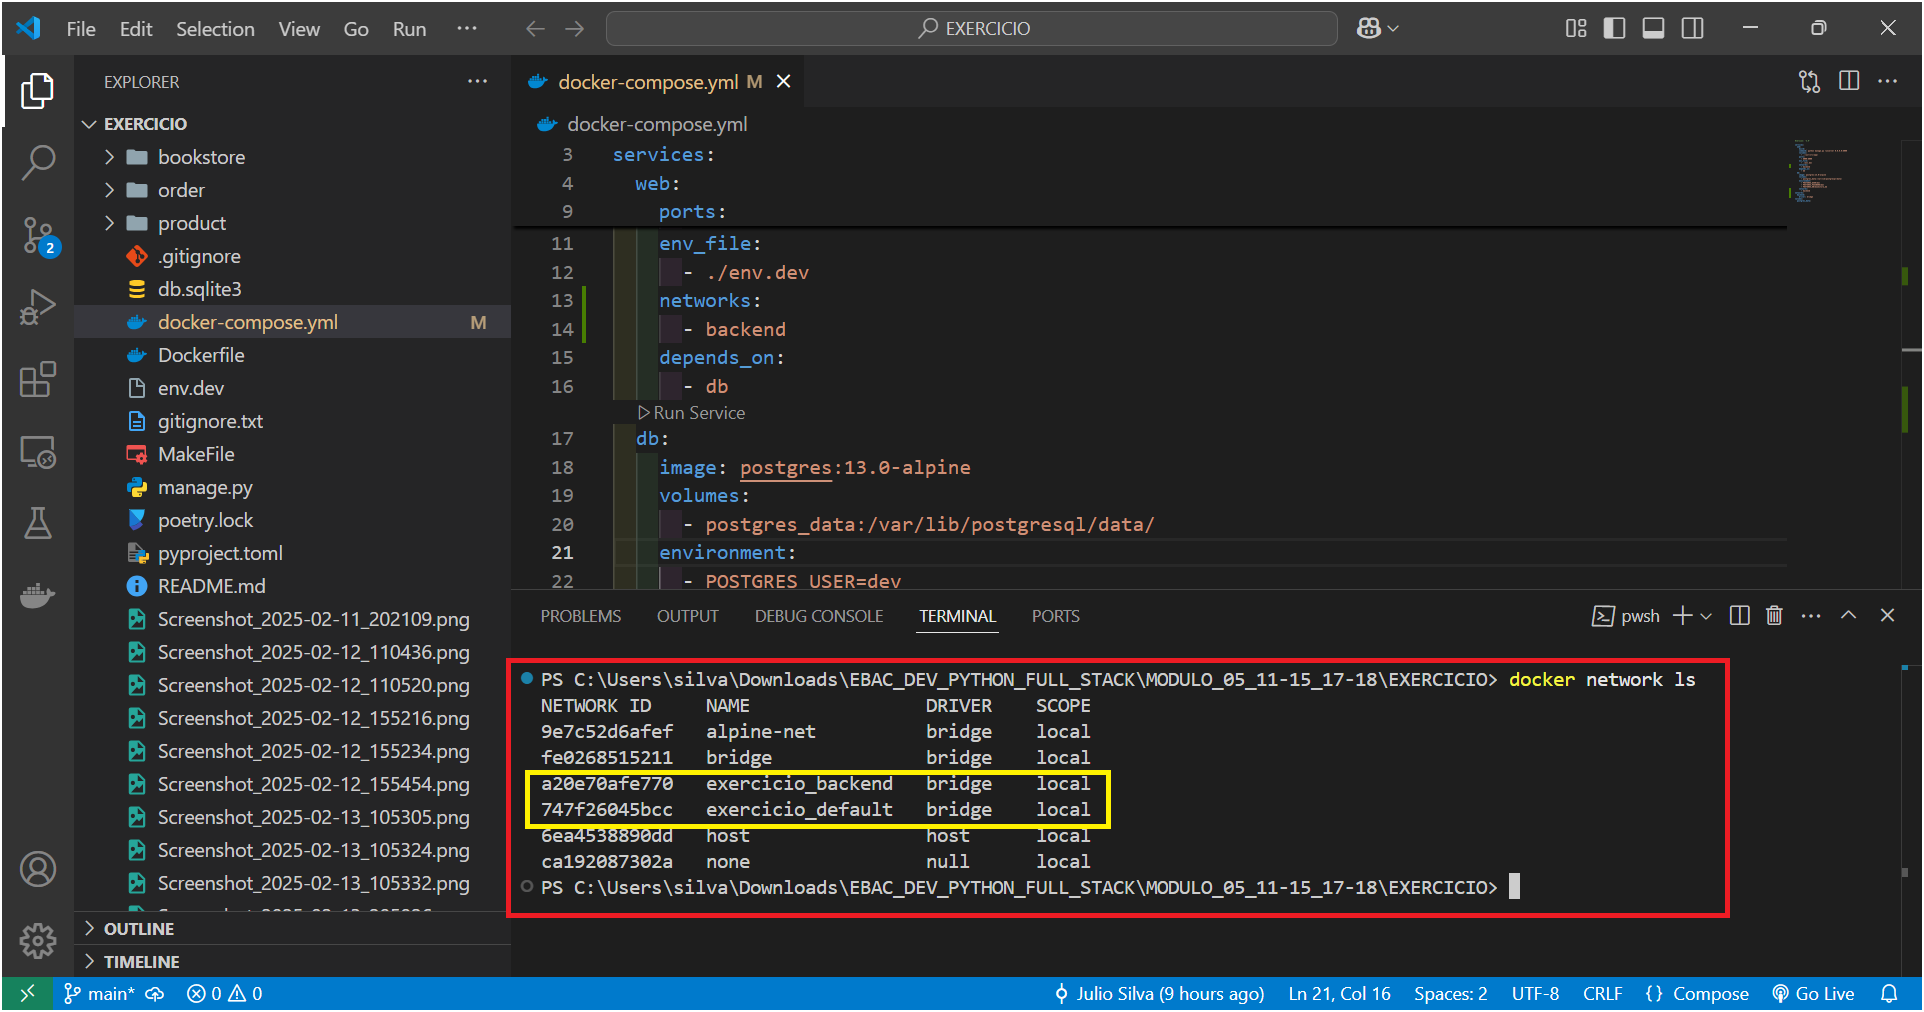 File Edit Selection View Go Run ···
EXERCICIO
EXPLORER
EXERCICIO
bookstore
order
product
.gitignore
db.sqlite3
docker-compose.yml M
Dockerfile
env.dev
gitignore.txt
MakeFile
manage.py
poetry.lock
pyproject.toml
README.md
Screenshot_2025-02-11_202109.png
Screenshot_2025-02-12_110436.png
Screenshot_2025-02-12_110520.png
Screenshot_2025-02-12_155216.png
Screenshot_2025-02-12_155234.png
Screenshot_2025-02-12_155454.png
Screenshot_2025-02-13_105305.png
Screenshot_2025-02-13_105324.png
Screenshot_2025-02-13_105332.png
OUTLINE
TIMELINE
2
docker-compose.yml M
docker-compose.yml
3 services:
4 web:
9 ports:
11 env_file:
12 - ./env.dev
13 networks:
14 - backend
15 depends_on:
16 - db
Run Service
17 db:
18 image: postgres:13.0-alpine
19 volumes:
20 - postgres_data:/var/lib/postgresql/data/
21 environment:
22 - POSTGRES_USER=dev
PROBLEMS OUTPUT DEBUG CONSOLE TERMINAL PORTS
pwsh
PS C:\Users\silva\Downloads\EBAC_DEV_PYTHON_FULL_STACK\MODULO_05_11-15_17-18\EXERCICIO> docker network ls
NETWORK ID NAME DRIVER SCOPE
9e7c52d6afef alpine-net bridge local
fe0268515211 bridge bridge local
a20e70afe770 exercicio_backend bridge local
747f26045bcc exercicio_default bridge local
6ea4538890dd host host local
ca192087302a none null local
PS C:\Users\silva\Downloads\EBAC_DEV_PYTHON_FULL_STACK\MODULO_05_11-15_17-18\EXERCICIO>
main* 0 0 Julio Silva (9 hours ago) Ln 21, Col 16 Spaces: 2 UTF-8 CRLF {} Compose Go Live